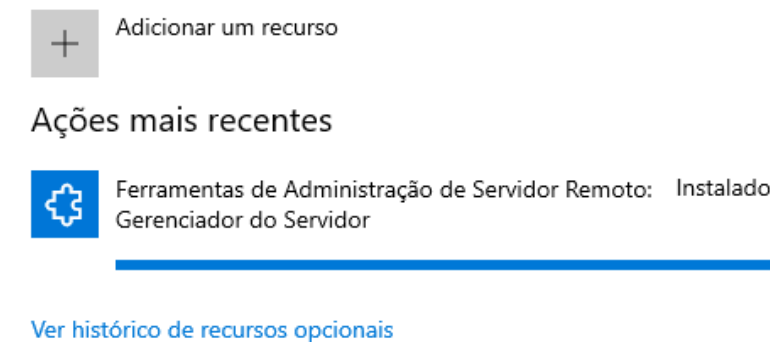 Adicionar um recurso
Ações mais recentes
Ferramentas de Administração de Servidor Remoto: Instalado
Gerenciador do Servidor
Ver histórico de recursos opcionais